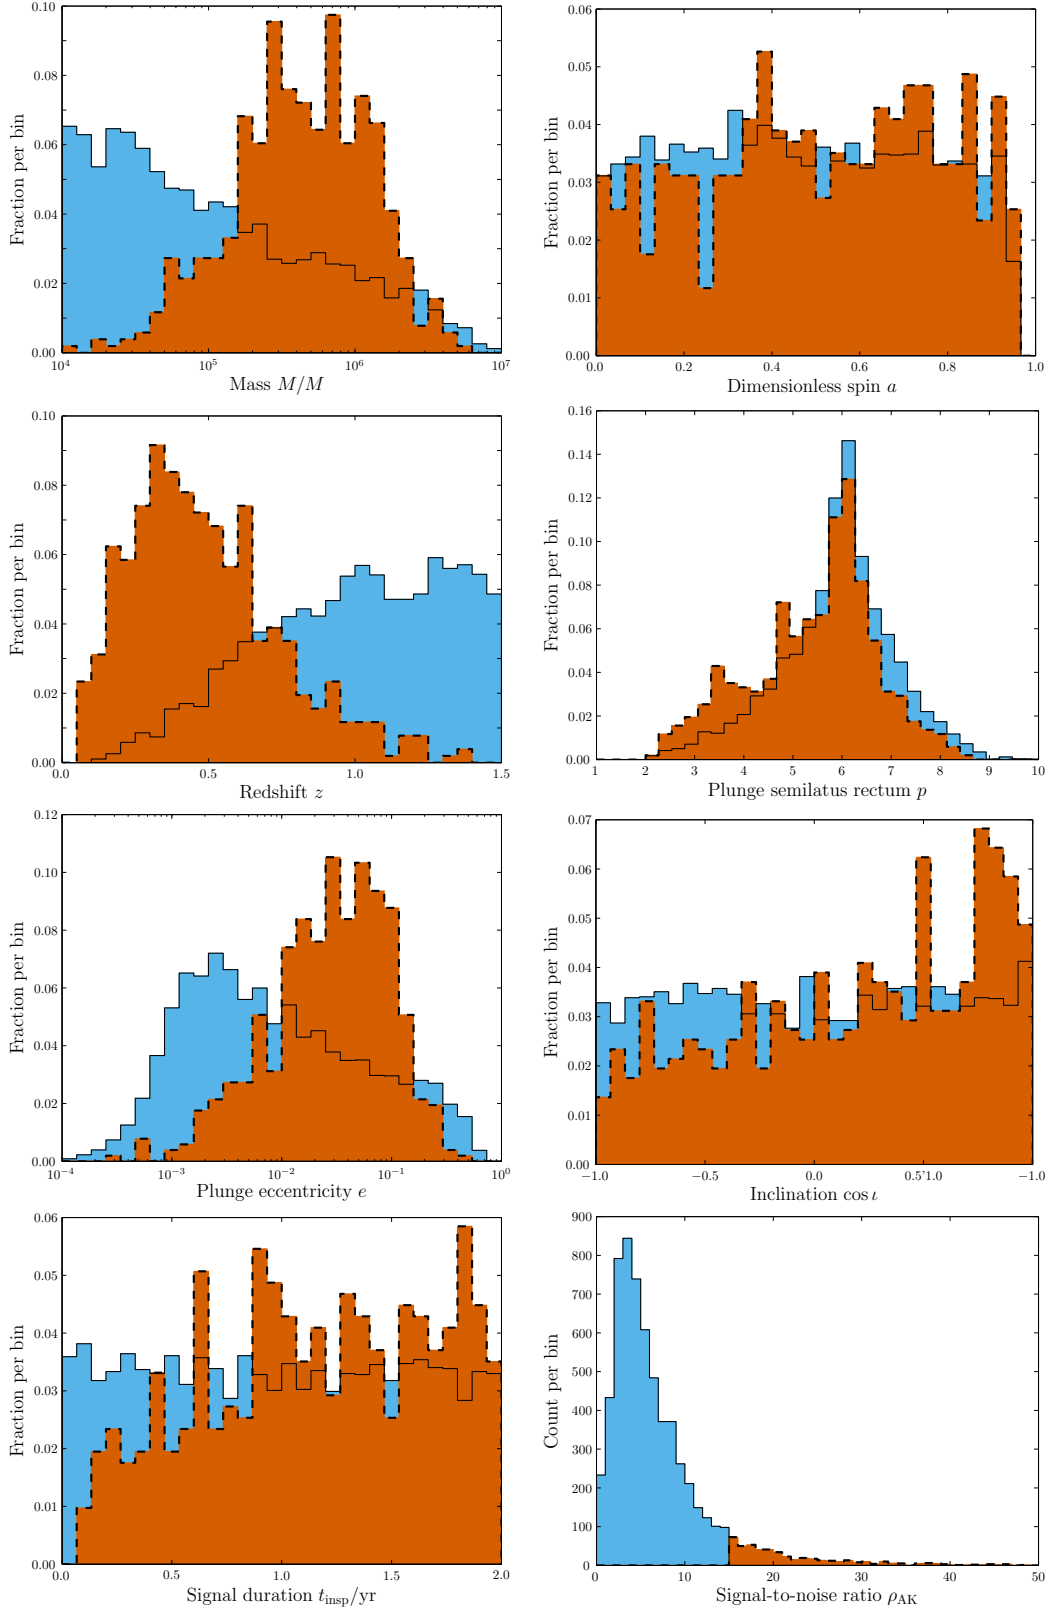 0.10
0.08
0.06
0.04
0.02
0.00
Fraction per bin
10⁴ 10⁵ 10⁶ 10⁷
Mass M/M
0.06
0.05
0.04
0.03
0.02
0.01
0.00
Fraction per bin
0.0 0.2 0.4 0.6 0.8 1.0
Dimensionless spin a
0.10
0.08
0.06
0.04
0.02
0.00
Fraction per bin
0.0 0.5 1.0 1.5
Redshift z
0.16
0.14
0.12
0.10
0.08
0.06
0.04
0.02
0.00
Fraction per bin
1 2 3 4 5 6 7 8 9 10
Plunge semilatus rectum p
0.12
0.10
0.08
0.06
0.04
0.02
0.00
Fraction per bin
10⁻⁴ 10⁻³ 10⁻² 10⁻¹ 10⁰
Plunge eccentricity e
0.07
0.06
0.05
0.04
0.03
0.02
0.01
0.00
Fraction per bin
−1.0 −0.5 0.0 0.5'1.0 −1.0
Inclination cos ι
0.06
0.05
0.04
0.03
0.02
0.01
0.00
Fraction per bin
0.0 0.5 1.0 1.5 2.0
Signal duration t_insp/yr
900
800
700
600
500
400
300
200
100
0
Count per bin
0 10 20 30 40 50
Signal-to-noise ratio ρ_AK